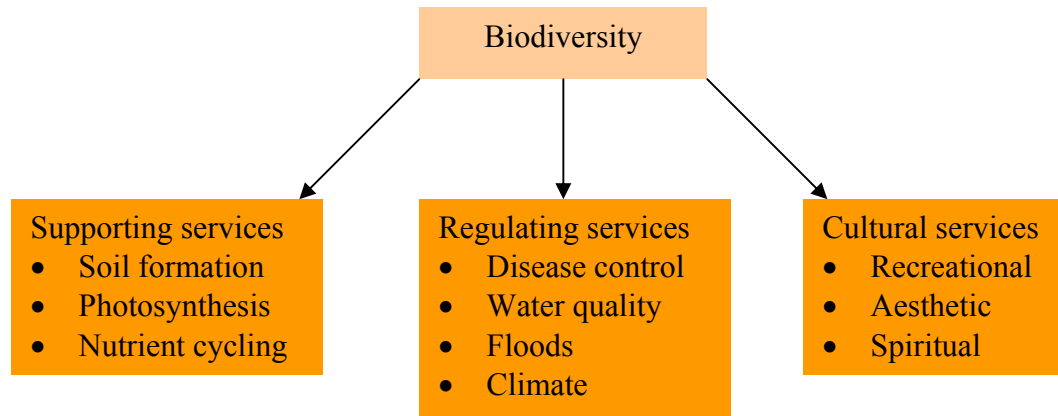 Biodiversity
Supporting services
• Soil formation
• Photosynthesis
• Nutrient cycling
Regulating services
• Disease control
• Water quality
• Floods
• Climate
Cultural services
• Recreational
• Aesthetic
• Spiritual